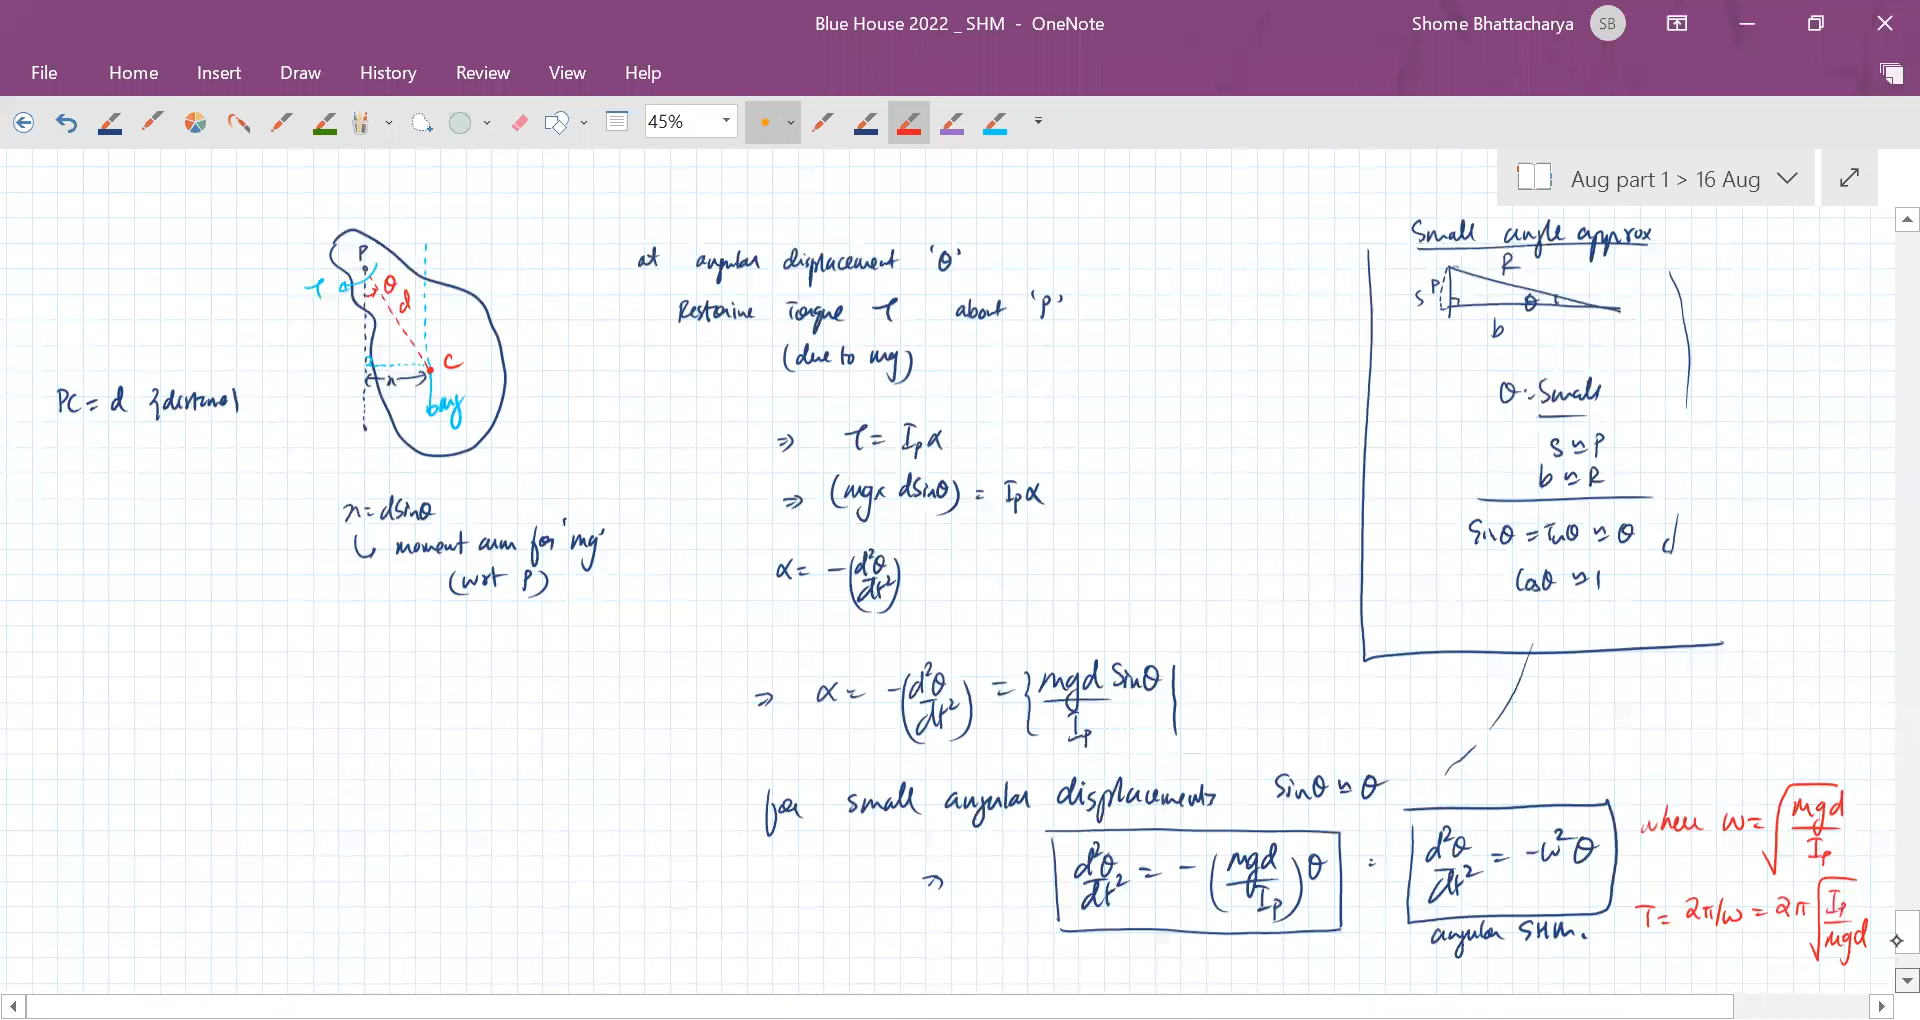 Blue House 2022 _ SHM - OneNote
Shome Bhattacharya
SB
File Home Insert Draw History Review View Help
45%
Aug part 1 > 16 Aug
P
τ
θ
d
C
x
mg
PC = d {distance}
x = d sinθ
↳ moment arm for 'mg'
(wrt P)
at angular displacement 'θ'
Restorine Torque τ about 'P'
(due to mg)
⇒ τ = I_p α
⇒ (mg × d sinθ) = I_p α
α = -(d²θ/dt²)
⇒ α = -(d²θ/dt²) = {mgd sinθ / I_p}
for small angular displacements sinθ ≈ θ
⇒ d²θ/dt² = -(mgd/I_p)θ : d²θ/dt² = -ω²θ
angular SHM.
where ω = √(mgd/I_p)
T = 2π/ω = 2π√(I_p/mgd)
Small angle approx
R
S P
θ
b
θ: Small
S ≈ P
b ≈ R
Sinθ = Tanθ ≈ θ
Cosθ ≈ 1